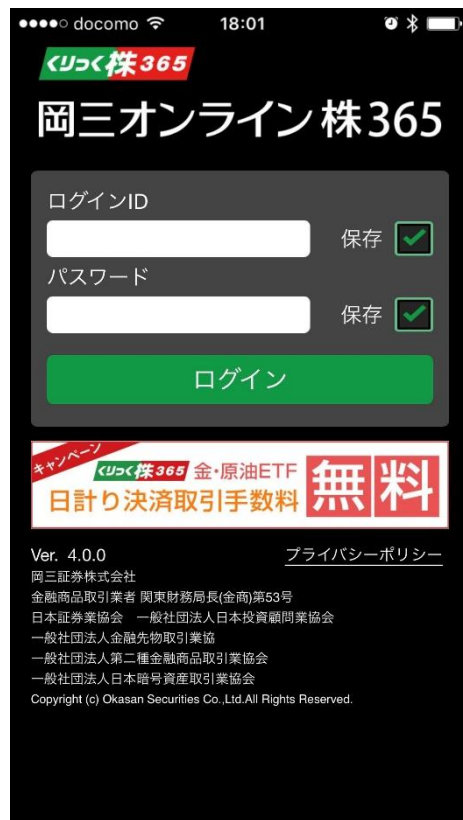 docomo 18:01
くりっく株365
岡三オンライン株365
ログインID
保存
パスワード
保存
ログイン
キャンペーン
くりっく株365 金・原油ETF
日計り決済取引手数料 無料
Ver. 4.0.0 プライバシーポリシー
岡三証券株式会社
金融商品取引業者 関東財務局長(金商)第53号
日本証券業協会 一般社団法人日本投資顧問業協会
一般社団法人金融先物取引業協
一般社団法人第二種金融商品取引業協会
一般社団法人日本暗号資産取引業協会
Copyright (c) Okasan Securities Co.,Ltd.All Rights Reserved.